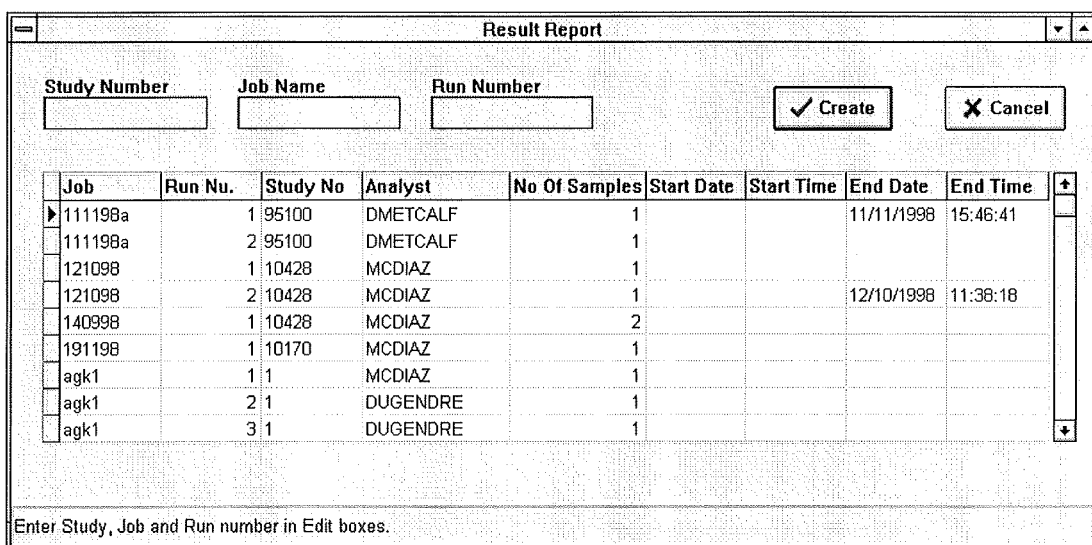 Result Report
Study Number Job Name Run Number
Create Cancel
Job Run Nu. Study No Analyst No Of Samples Start Date Start Time End Date End Time
111198a 1 95100 DMETCALF 1 11/11/1998 15:46:41
111198a 2 95100 DMETCALF 1
121098 1 10428 MCDIAZ 1
121098 2 10428 MCDIAZ 1 12/10/1998 11:38:18
140998 1 10428 MCDIAZ 2
191198 1 10170 MCDIAZ 1
agk1 1 1 MCDIAZ 1
agk1 2 1 DUGENDRE 1
agk1 3 1 DUGENDRE 1
Enter Study, Job and Run number in Edit boxes.